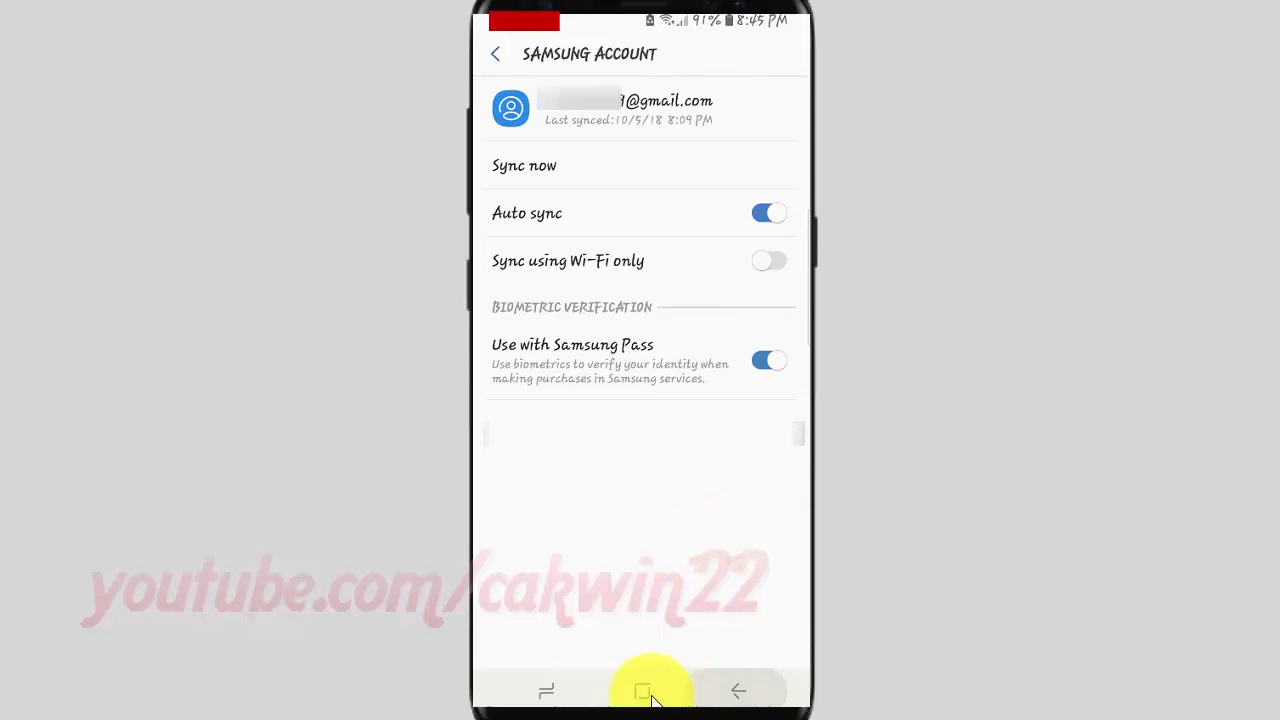 91% 8:45 PM
SAMSUNG ACCOUNT
9@gmail.com
Last synced:10/5/18 8:09 PM
Sync now
Auto sync
Sync using Wi-Fi only
BIOMETRIC VERIFICATION
Use with Samsung Pass
Use biometrics to verify your identity when
making purchases in Samsung services.
youtube.com/cakwin22